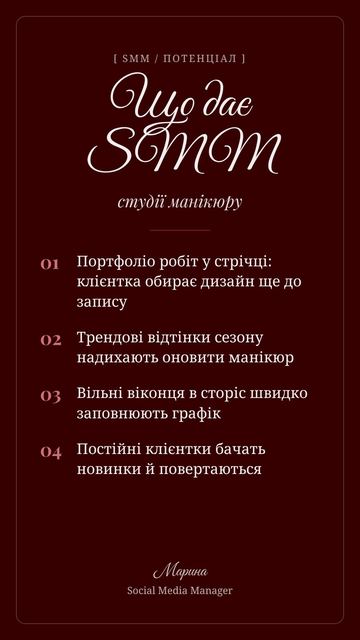 [ SMM / ПОТЕНЦІАЛ ]
Що дає
SMM
студії манікюру
01 Портфоліо робіт у стрічці:
клієнтка обирає дизайн ще до
запису
02 Трендові відтінки сезону
надихають оновити манікюр
03 Вільні віконця в сторіс швидко
заповнюють графік
04 Постійні клієнтки бачать
новинки й повертаються
Марина
Social Media Manager